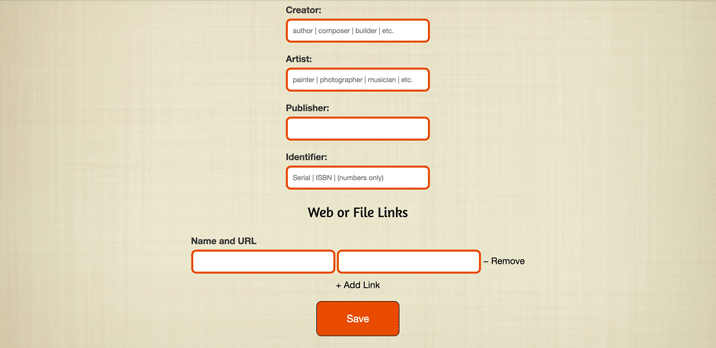 Creator:
author | composer | builder | etc.
Artist:
painter | photographer | musician | etc.
Publisher:
Identifier:
Serial | ISBN | (numbers only)
Web or File Links
Name and URL
– Remove
+ Add Link
Save